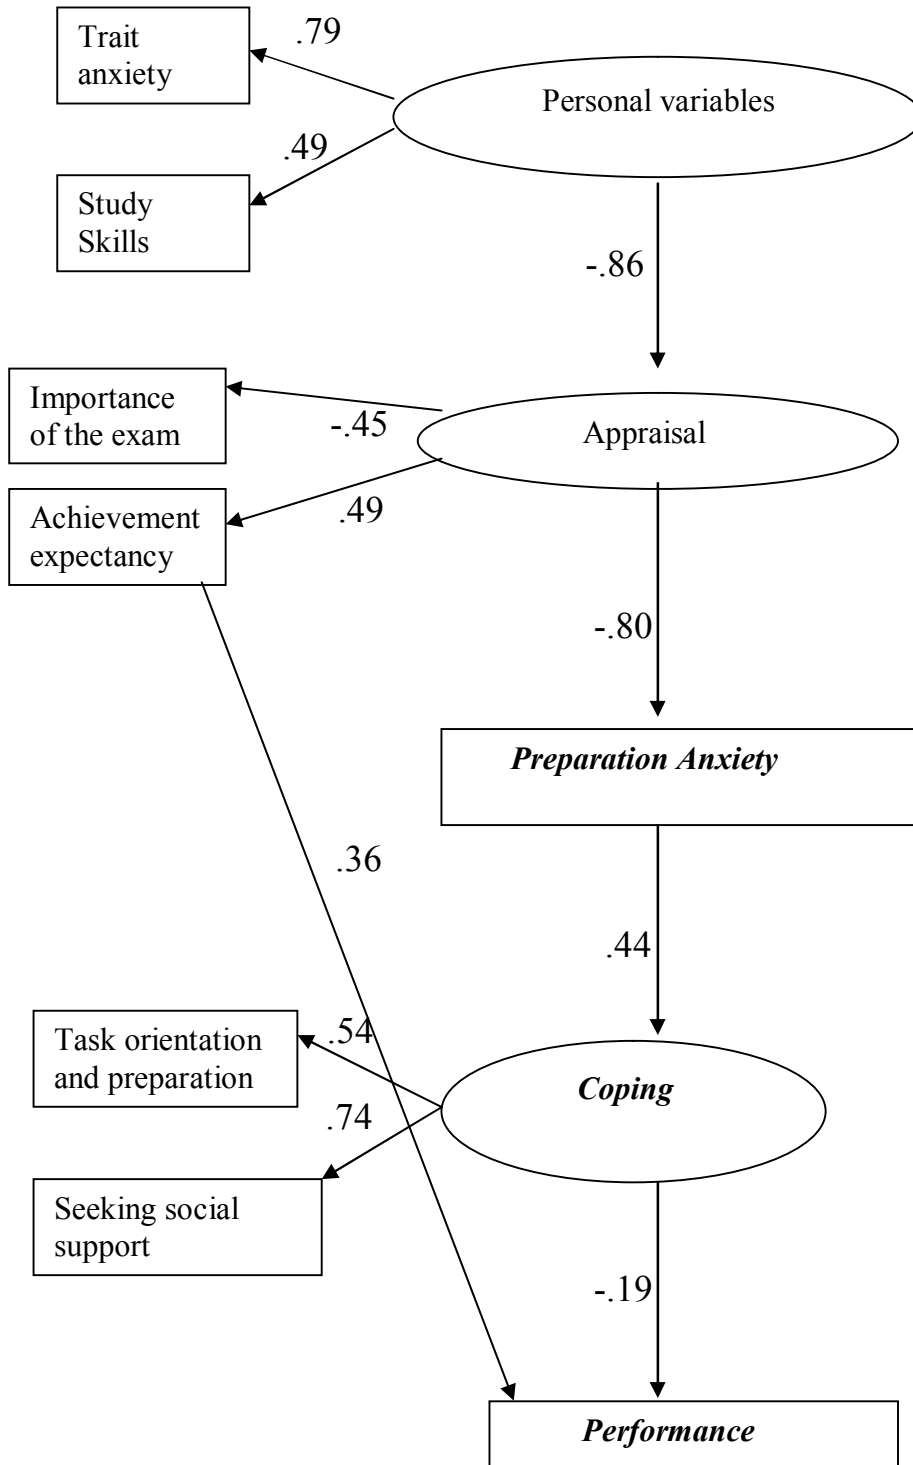 .79
Trait
anxiety
Personal variables
.49
Study
Skills
-.86
Importance
of the exam
-.45
Appraisal
.49
Achievement
expectancy
-.80
Preparation Anxiety
.36
.44
Task orientation
and preparation
.54
Coping
.74
Seeking social
support
-.19
Performance